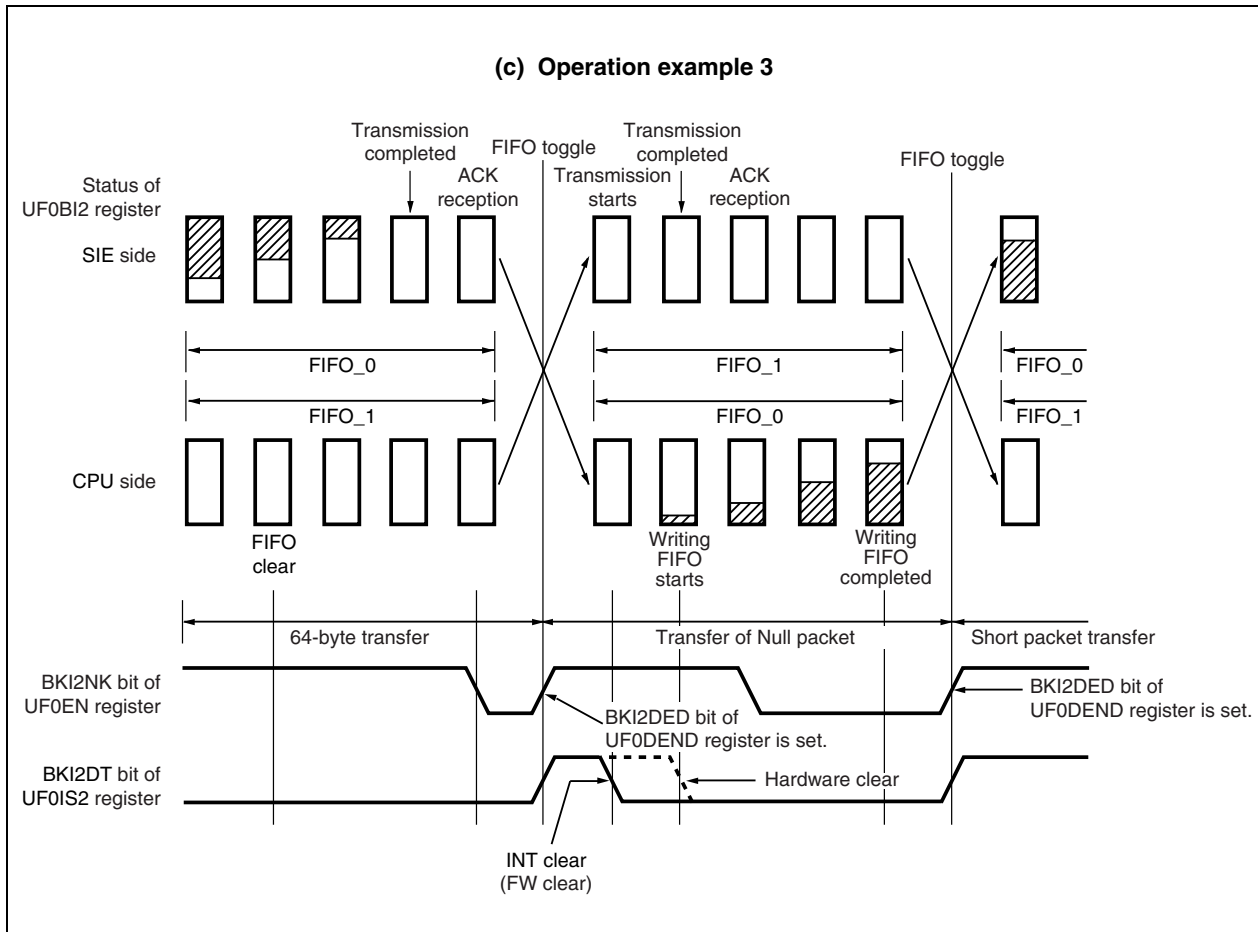 (c) Operation example 3
Transmission
completed
FIFO toggle
Transmission
completed
FIFO toggle
Status of
UF0BI2 register
ACK
reception
Transmission
starts
ACK
reception
SIE side
FIFO_0
FIFO_1
FIFO_0
FIFO_1
FIFO_0
FIFO_1
CPU side
FIFO
clear
Writing
FIFO
starts
Writing
FIFO
completed
64-byte transfer
Transfer of Null packet
Short packet transfer
BKI2NK bit of
UF0EN register
BKI2DED bit of
UF0DEND register is set.
BKI2DED bit of
UF0DEND register is set.
BKI2DT bit of
UF0IS2 register
Hardware clear
INT clear
(FW clear)